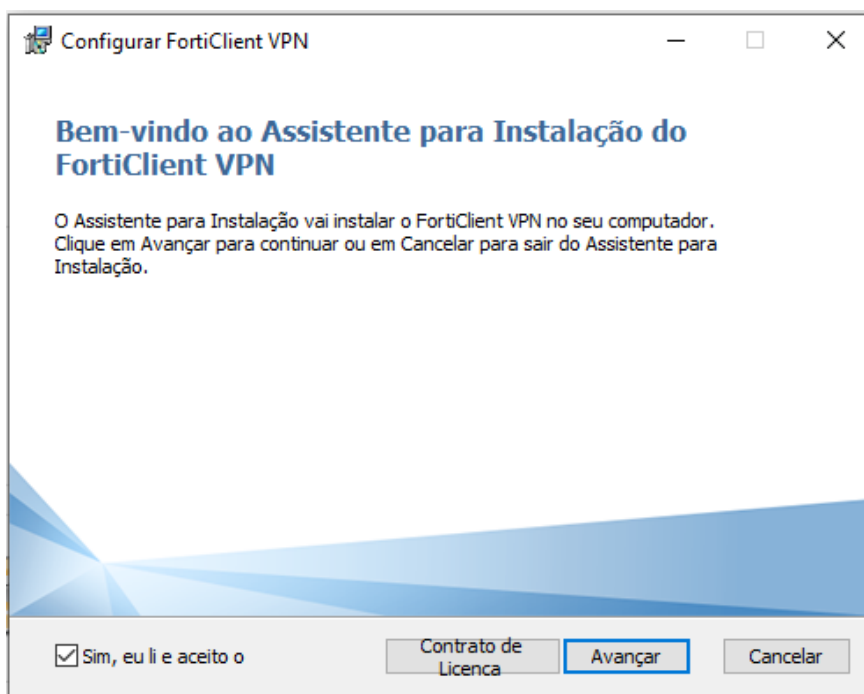 Configurar FortiClient VPN
Bem-vindo ao Assistente para Instalação do
FortiClient VPN
O Assistente para Instalação vai instalar o FortiClient VPN no seu computador.
Clique em Avançar para continuar ou em Cancelar para sair do Assistente para
Instalação.
Sim, eu li e aceito o
Contrato de
Licenca
Avançar
Cancelar